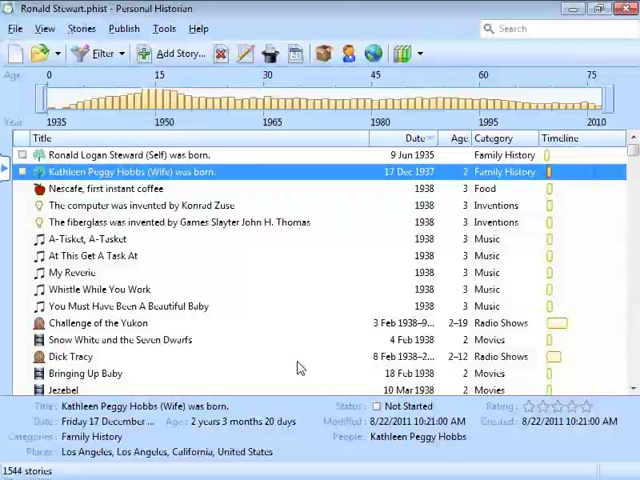 Ronald Stewart.phist - Personal Historian
File View Stories Publish Tools Help Search
Filter Add Story...
Age: 0 15 30 45 60 75
Year 1935 1950 1965 1980 1995 2010
Title Date Age Category Timeline
Ronald Logan Steward (Self) was born. 9 Jun 1935 Family History
Kathleen Peggy Hobbs (Wife) was born. 17 Dec 1937 2 Family History
Nescafe, first instant coffee 1938 3 Food
The computer was invented by Konrad Zuse 1938 3 Inventions
The fiberglass was invented by Games Slayter John H. Thomas 1938 3 Inventions
A-Tisket, A-Tasket 1938 3 Music
At This Get A Task At 1938 3 Music
My Reverie 1938 3 Music
Whistle While You Work 1938 3 Music
You Must Have Been A Beautiful Baby 1938 3 Music
Challenge of the Yukon 3 Feb 1938–9... 2–19 Radio Shows
Snow White and the Seven Dwarfs 4 Feb 1938 2 Movies
Dick Tracy 8 Feb 1938–2... 2–12 Radio Shows
Bringing Up Baby 18 Feb 1938 2 Movies
Jezebel 10 Mar 1938 2 Movies
Title: Kathleen Peggy Hobbs (Wife) was born. Status: Not Started Rating:
Date: Friday 17 December ... Age: 2 years 3 months 20 days Modified: 8/22/2011 10:21:00 AM Created: 8/22/2011 10:21:00 AM
Categories: Family History People: Kathleen Peggy Hobbs
Places: Los Angeles, Los Angeles, California, United States
1544 stories